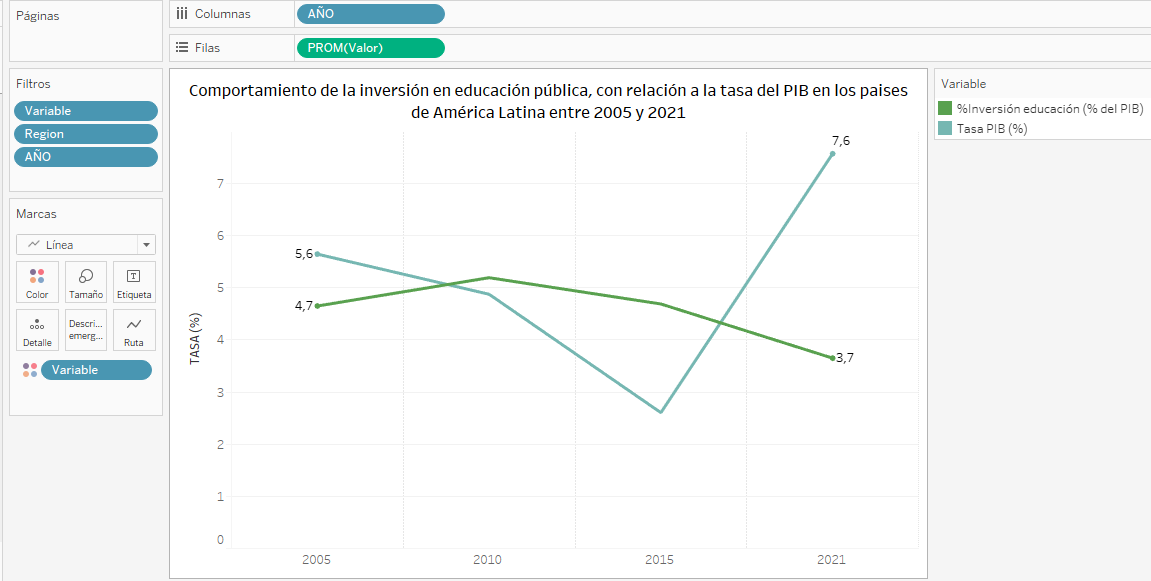 Páginas
Columnas
AÑO
Filas
PROM(Valor)
Filtros
Variable
Region
AÑO
Marcas
Línea
Color
Tamaño
Etiqueta
Detalle
Descri...
emerg...
Ruta
Variable
Comportamiento de la inversión en educación pública, con relación a la tasa del PIB en los paises
de América Latina entre 2005 y 2021
TASA (%)
7
6
5
4
3
2
1
0
5,6
4,7
7,6
3,7
2005
2010
2015
2021
Variable
%Inversión educación (% del PIB)
Tasa PIB (%)